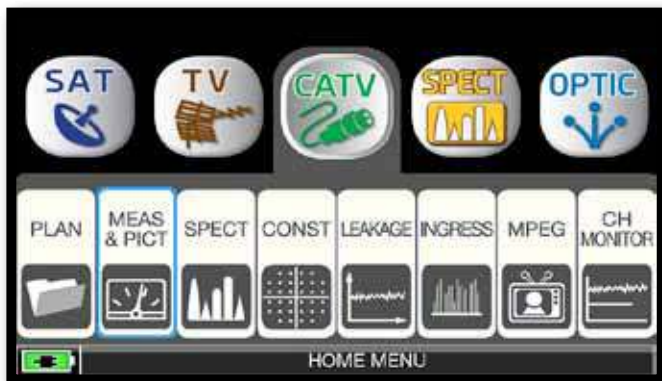 SAT TV CATV SPECT OPTIC
PLAN MEAS & PICT SPECT CONST LEAKAGE INGRESS MPEG CH MONITOR
HOME MENU